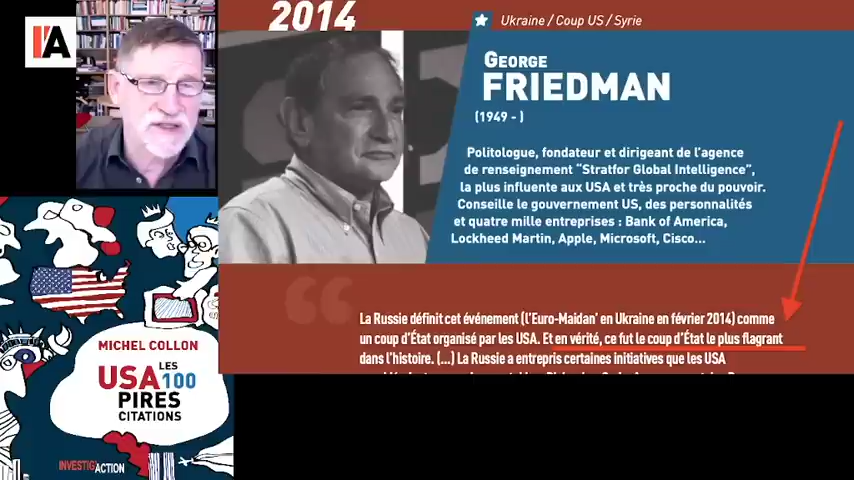 I'A
2014
Ukraine / Coup US / Syrie
GEORGE
FRIEDMAN
(1949 - )
Politologue, fondateur et dirigeant de l'agence
de renseignement "Stratfor Global Intelligence",
la plus influente aux USA et très proche du pouvoir.
Conseille le gouvernement US, des personnalités
et quatre mille entreprises : Bank of America,
Lockheed Martin, Apple, Microsoft, Cisco...
La Russie définit cet événement (l'Euro-Maidan' en Ukraine en février 2014) comme
un coup d'État organisé par les USA. Et en vérité, ce fut le coup d'État le plus flagrant
dans l'histoire. (...) La Russie a entrepris certaines initiatives que les USA
MICHEL COLLON
USA LES 100
PIRES
CITATIONS
INVESTIG'ACTION